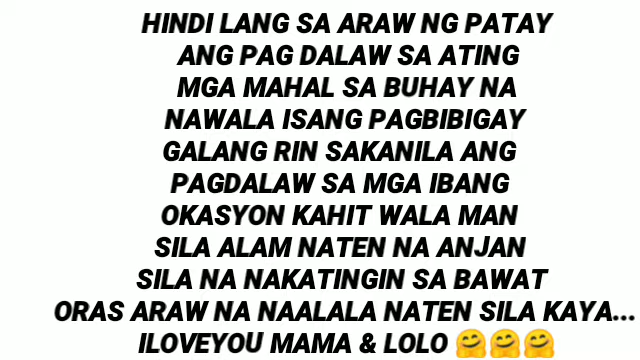 HINDI LANG SA ARAW NG PATAY
ANG PAG DALAW SA ATING
MGA MAHAL SA BUHAY NA
NAWALA ISANG PAGBIBIGAY
GALANG RIN SAKANILA ANG
PAGDALAW SA MGA IBANG
OKASYON KAHIT WALA MAN
SILA ALAM NATEN NA ANJAN
SILA NA NAKATINGIN SA BAWAT
ORAS ARAW NA NAALALA NATEN SILA KAYA...
ILOVEYOU MAMA & LOLO 🤗🤗🤗